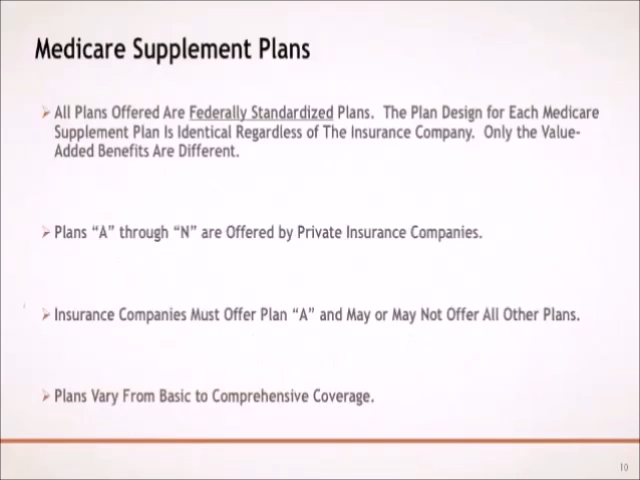 Medicare Supplement Plans
All Plans Offered Are Federally Standardized Plans. The Plan Design for Each Medicare
Supplement Plan Is Identical Regardless of The Insurance Company. Only the Value-
Added Benefits Are Different.
Plans “A” through “N” are Offered by Private Insurance Companies.
Insurance Companies Must Offer Plan “A” and May or May Not Offer All Other Plans.
Plans Vary From Basic to Comprehensive Coverage.
10